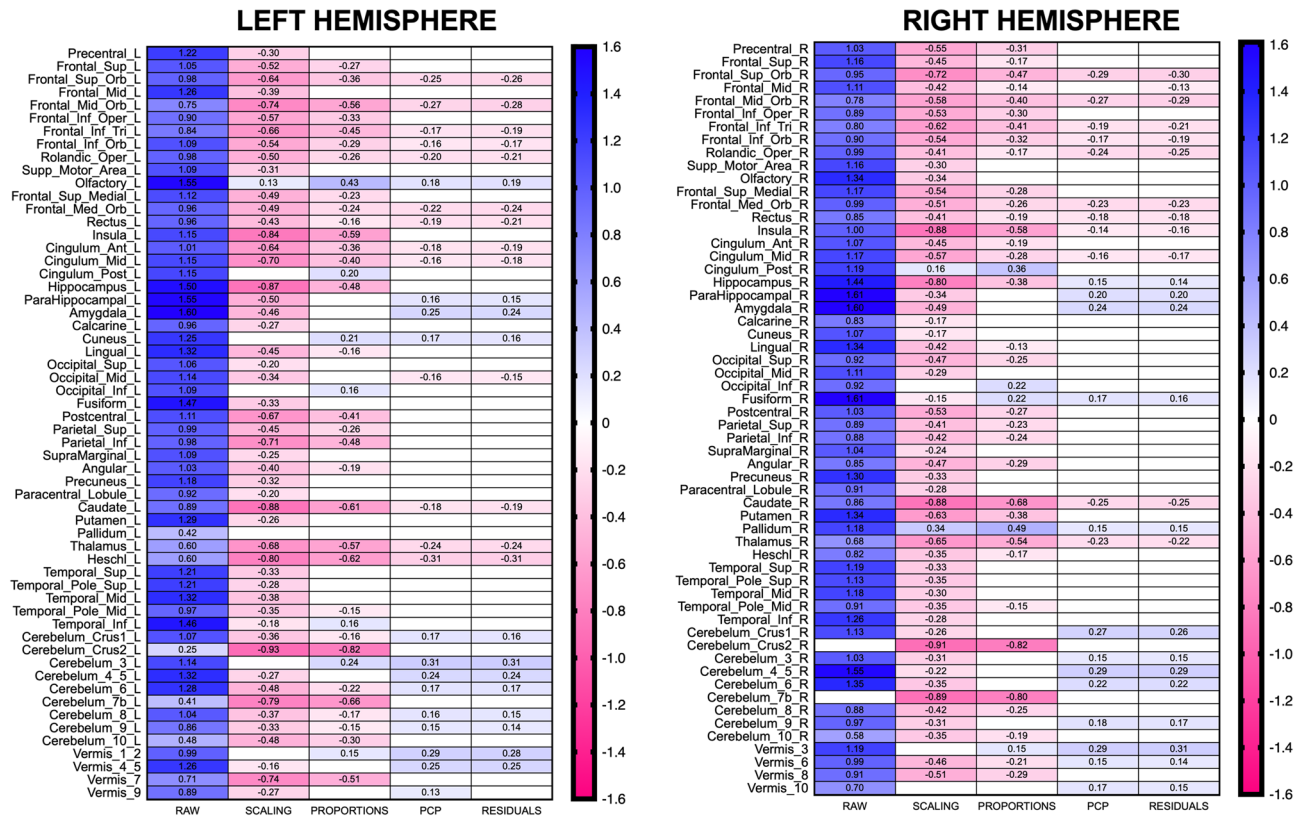 LEFT HEMISPHERE
Precentral_L 1.22 -0.30
Frontal_Sup_L 1.05 -0.52 -0.27
Frontal_Sup_Orb_L 0.98 -0.64 -0.36 -0.25 -0.26
Frontal_Mid_L 1.26 -0.39
Frontal_Mid_Orb_L 0.75 -0.74 -0.56 -0.27 -0.28
Frontal_Inf_Oper_L 0.90 -0.57 -0.33
Frontal_Inf_Tri_L 0.84 -0.66 -0.45 -0.17 -0.19
Frontal_Inf_Orb_L 1.09 -0.54 -0.29 -0.16 -0.17
Rolandic_Oper_L 0.98 -0.50 -0.26 -0.20 -0.21
Supp_Motor_Area_L 1.09 -0.31
Olfactory_L 1.55 0.13 0.43 0.18 0.19
Frontal_Sup_Medial_L 1.12 -0.49 -0.23
Frontal_Med_Orb_L 0.96 -0.49 -0.24 -0.22 -0.24
Rectus_L 0.96 -0.43 -0.16 -0.19 -0.21
Insula_L 1.15 -0.84 -0.59
Cingulum_Ant_L 1.01 -0.64 -0.36 -0.18 -0.19
Cingulum_Mid_L 1.15 -0.70 -0.40 -0.16 -0.18
Cingulum_Post_L 1.15 0.20
Hippocampus_L 1.50 -0.87 -0.48
ParaHippocampal_L 1.55 -0.50 0.16 0.15
Amygdala_L 1.60 -0.46 0.25 0.24
Calcarine_L 0.96 -0.27
Cuneus_L 1.25 0.21 0.17 0.16
Lingual_L 1.32 -0.45 -0.16
Occipital_Sup_L 1.06 -0.20
Occipital_Mid_L 1.14 -0.34 -0.16 -0.15
Occipital_Inf_L 1.09 0.16
Fusiform_L 1.47 -0.33
Postcentral_L 1.11 -0.67 -0.41
Parietal_Sup_L 0.99 -0.45 -0.26
Parietal_Inf_L 0.98 -0.71 -0.48
SupraMarginal_L 1.09 -0.25
Angular_L 1.03 -0.40 -0.19
Precuneus_L 1.18 -0.32
Paracentral_Lobule_L 0.92 -0.20
Caudate_L 0.89 -0.88 -0.61 -0.18 -0.19
Putamen_L 1.29 -0.26
Pallidum_L 0.42
Thalamus_L 0.60 -0.68 -0.57 -0.24 -0.24
Heschl_L 0.60 -0.80 -0.62 -0.31 -0.31
Temporal_Sup_L 1.21 -0.33
Temporal_Pole_Sup_L 1.21 -0.28
Temporal_Mid_L 1.32 -0.38
Temporal_Pole_Mid_L 0.97 -0.35 -0.15
Temporal_Inf_L 1.46 -0.18 0.16
Cerebelum_Crus1_L 1.07 -0.36 -0.16 0.17 0.16
Cerebelum_Crus2_L 0.25 -0.93 -0.82
Cerebelum_3_L 1.14 0.24 0.31 0.31
Cerebelum_4_5_L 1.32 -0.27 0.24 0.24
Cerebelum_6_L 1.28 -0.48 -0.22 0.17 0.17
Cerebelum_7b_L 0.41 -0.79 -0.66
Cerebelum_8_L 1.04 -0.37 -0.17 0.16 0.15
Cerebelum_9_L 0.86 -0.33 -0.15 0.15 0.14
Cerebelum_10_L 0.48 -0.48 -0.30
Vermis_1_2 0.99 0.15 0.29 0.28
Vermis_4_5 1.26 -0.16 0.25 0.25
Vermis_7 0.71 -0.74 -0.51
Vermis_9 0.89 -0.27 0.13
RAW SCALING PROPORTIONS PCP RESIDUALS
1.6
1.4
1.2
1.0
0.8
0.6
0.4
0.2
0
-0.2
-0.4
-0.6
-0.8
-1.0
-1.2
-1.4
-1.6
RIGHT HEMISPHERE
Precentral_R 1.03 -0.55 -0.31
Frontal_Sup_R 1.16 -0.45 -0.17
Frontal_Sup_Orb_R 0.95 -0.72 -0.47 -0.29 -0.30
Frontal_Mid_R 1.11 -0.42 -0.14 -0.13
Frontal_Mid_Orb_R 0.78 -0.58 -0.40 -0.27 -0.29
Frontal_Inf_Oper_R 0.89 -0.53 -0.30
Frontal_Inf_Tri_R 0.80 -0.62 -0.41 -0.19 -0.21
Frontal_Inf_Orb_R 0.90 -0.54 -0.32 -0.17 -0.19
Rolandic_Oper_R 0.99 -0.41 -0.17 -0.24 -0.25
Supp_Motor_Area_R 1.16 -0.30
Olfactory_R 1.34 -0.34
Frontal_Sup_Medial_R 1.17 -0.54 -0.28
Frontal_Med_Orb_R 0.99 -0.51 -0.26 -0.23 -0.23
Rectus_R 0.85 -0.41 -0.19 -0.18 -0.18
Insula_R 1.00 -0.88 -0.58 -0.14 -0.16
Cingulum_Ant_R 1.07 -0.45 -0.19
Cingulum_Mid_R 1.17 -0.57 -0.28 -0.16 -0.17
Cingulum_Post_R 1.19 0.16 0.36
Hippocampus_R 1.44 -0.80 -0.38 0.15 0.14
ParaHippocampal_R 1.61 -0.34 0.20 0.20
Amygdala_R 1.60 -0.49 0.24 0.24
Calcarine_R 0.83 -0.17
Cuneus_R 1.07 -0.17
Lingual_R 1.34 -0.42 -0.13
Occipital_Sup_R 0.92 -0.47 -0.25
Occipital_Mid_R 1.11 -0.29
Occipital_Inf_R 0.92 0.22
Fusiform_R 1.61 -0.15 0.22 0.17 0.16
Postcentral_R 1.03 -0.53 -0.27
Parietal_Sup_R 0.89 -0.41 -0.23
Parietal_Inf_R 0.88 -0.42 -0.24
SupraMarginal_R 1.04 -0.24
Angular_R 0.85 -0.47 -0.29
Precuneus_R 1.30 -0.33
Paracentral_Lobule_R 0.91 -0.28
Caudate_R 0.86 -0.88 -0.68 -0.25 -0.25
Putamen_R 1.34 -0.63 -0.38
Pallidum_R 1.18 0.34 0.49 0.15 0.15
Thalamus_R 0.68 -0.65 -0.54 -0.23 -0.22
Heschl_R 0.82 -0.35 -0.17
Temporal_Sup_R 1.19 -0.33
Temporal_Pole_Sup_R 1.13 -0.35
Temporal_Mid_R 1.18 -0.30
Temporal_Pole_Mid_R 0.91 -0.35 -0.15
Temporal_Inf_R 1.26 -0.28
Cerebelum_Crus1_R 1.13 -0.26 0.27 0.26
Cerebelum_Crus2_R -0.91 -0.82
Cerebelum_3_R 1.03 -0.31 0.15 0.15
Cerebelum_4_5_R 1.55 -0.22 0.29 0.29
Cerebelum_6_R 1.35 -0.35 0.22 0.22
Cerebelum_7b_R -0.89 -0.80
Cerebelum_8_R 0.88 -0.42 -0.25
Cerebelum_9_R 0.97 -0.31 0.18 0.17
Cerebelum_10_R 0.58 -0.35 -0.19
Vermis_3 1.19 0.15 0.29 0.31
Vermis_6 0.99 -0.46 -0.21 0.15 0.14
Vermis_8 0.91 -0.51 -0.29
Vermis_10 0.70 0.17 0.15
RAW SCALING PROPORTIONS PCP RESIDUALS
1.6
1.4
1.2
1.0
0.8
0.6
0.4
0.2
0
-0.2
-0.4
-0.6
-0.8
-1.0
-1.2
-1.4
-1.6